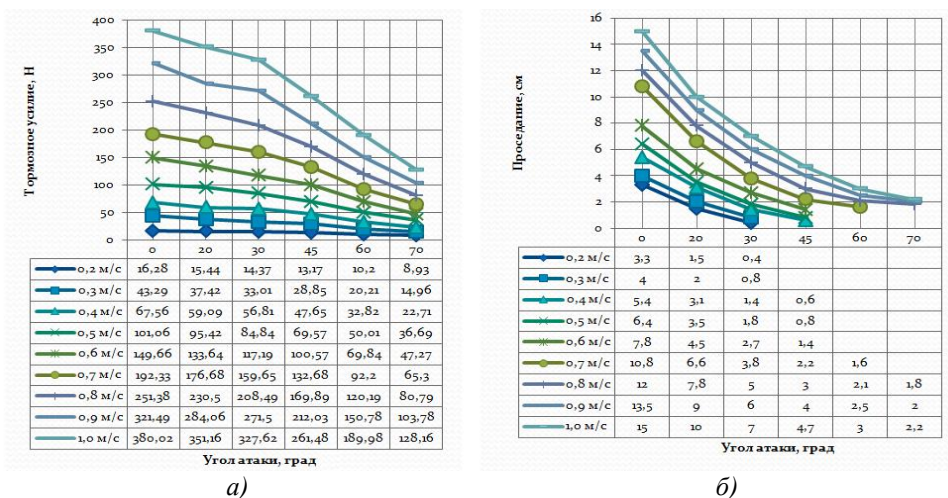 Тормозное усилие, Н
400
350
300
250
200
150
100
50
0
0 20 30 45 60 70
0,2 м/с 16,28 15,44 14,37 13,17 10,2 8,93
0,3 м/с 43,29 37,42 33,01 28,85 20,21 14,96
0,4 м/с 67,56 59,09 56,81 47,65 32,82 22,71
0,5 м/с 101,06 95,42 84,84 69,57 50,01 36,69
0,6 м/с 149,66 133,64 117,19 100,57 69,84 47,27
0,7 м/с 192,33 176,68 159,65 132,68 92,2 65,3
0,8 м/с 251,38 230,5 208,49 169,89 120,19 80,79
0,9 м/с 321,49 284,06 271,5 212,03 150,78 103,78
1,0 м/с 380,02 351,16 327,62 261,48 189,98 128,16
Угол атаки, град
а)
Проседание, см
16
14
12
10
8
6
4
2
0
0 20 30 45 60 70
0,2 м/с 3,3 1,5 0,4
0,3 м/с 4 2 0,8
0,4 м/с 5,4 3,1 1,4 0,6
0,5 м/с 6,4 3,5 1,8 0,8
0,6 м/с 7,8 4,5 2,7 1,4
0,7 м/с 10,8 6,6 3,8 2,2 1,6
0,8 м/с 12 7,8 5 3 2,1 1,8
0,9 м/с 13,5 9 6 4 2,5 2
1,0 м/с 15 10 7 4,7 3 2,2
Угол атаки, град
б)